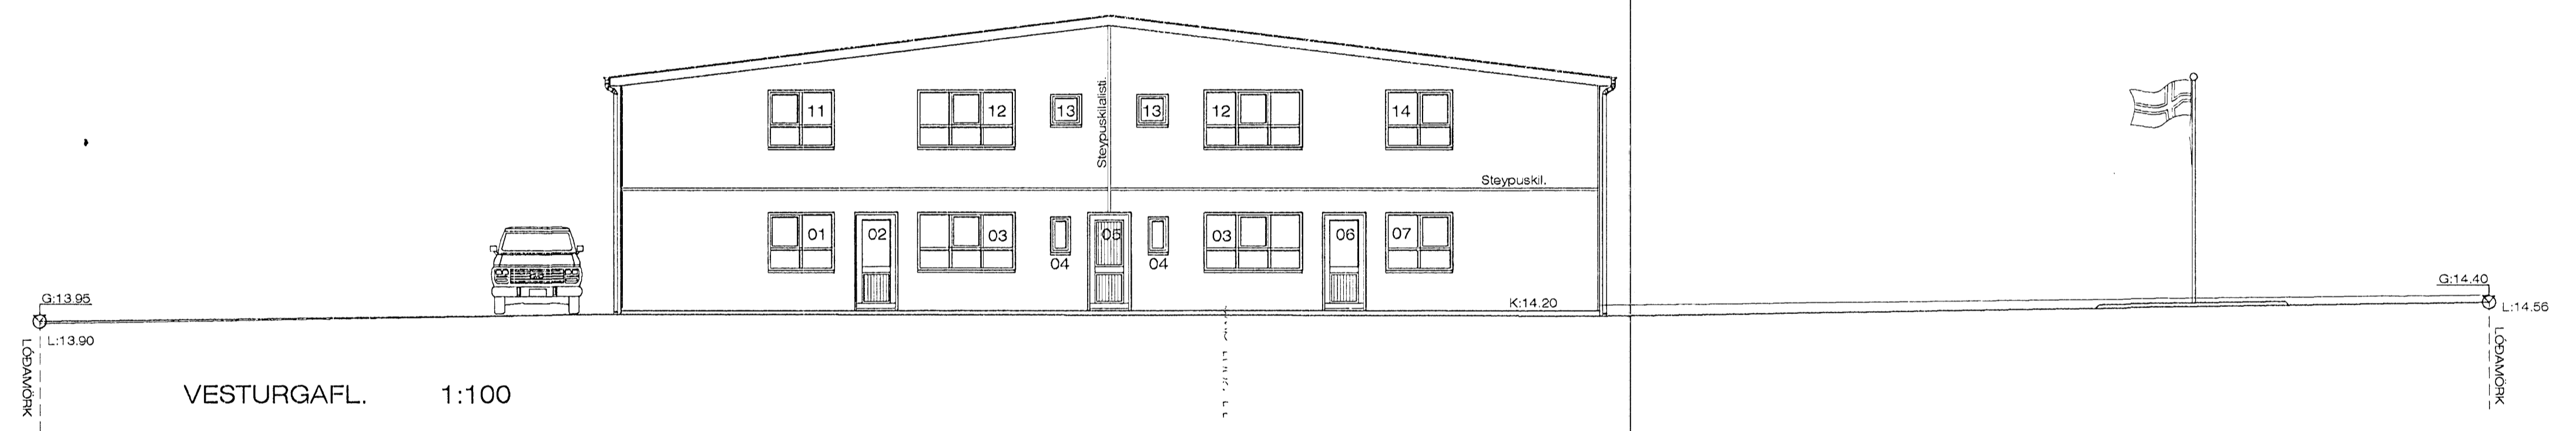 Steypuskilalisti.
11
12
13
13
12
14
Steypuskil.
01
02
03
04
05
04
03
06
07
K:14.20
G:13.95
L:13.90
LÓÐAMÖRK
G:14.40
L:14.56
LÓÐAMÖRK
VESTURGAFL. 1:100